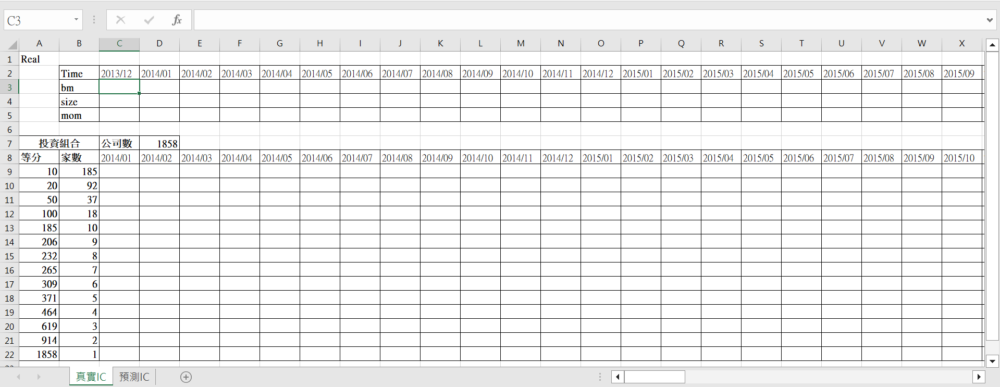 C3 fx
A B C D E F G H I J K L M N O P Q R S T U V W X
1 Real
2 Time 2013/12 2014/01 2014/02 2014/03 2014/04 2014/05 2014/06 2014/07 2014/08 2014/09 2014/10 2014/11 2014/12 2015/01 2015/02 2015/03 2015/04 2015/05 2015/06 2015/07 2015/08 2015/09
3 bm
4 size
5 mom
6
7 投資組合 公司數 1858
8 等分 家數 2014/01 2014/02 2014/03 2014/04 2014/05 2014/06 2014/07 2014/08 2014/09 2014/10 2014/11 2014/12 2015/01 2015/02 2015/03 2015/04 2015/05 2015/06 2015/07 2015/08 2015/09 2015/10
9 10 185
10 20 92
11 50 37
12 100 18
13 185 10
14 206 9
15 232 8
16 265 7
17 309 6
18 371 5
19 464 4
20 619 3
21 914 2
22 1858 1
真實IC 預測IC